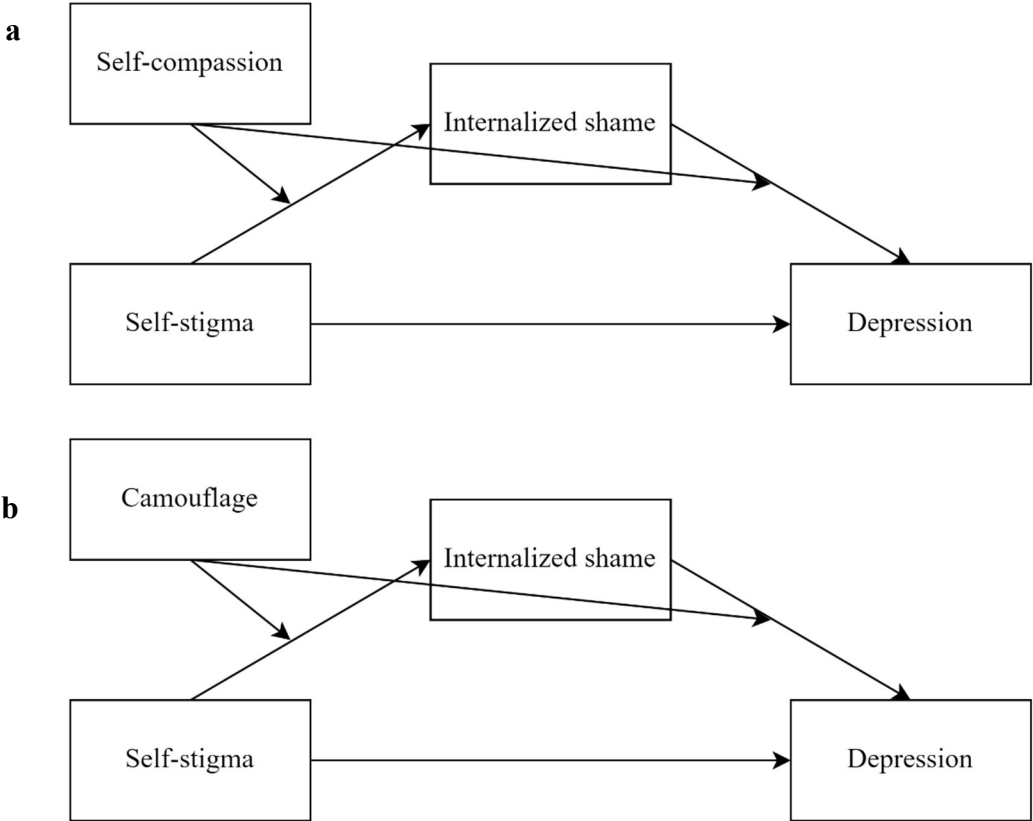 a
Self-compassion
Internalized shame
Self-stigma
Depression
b
Camouflage
Internalized shame
Self-stigma
Depression